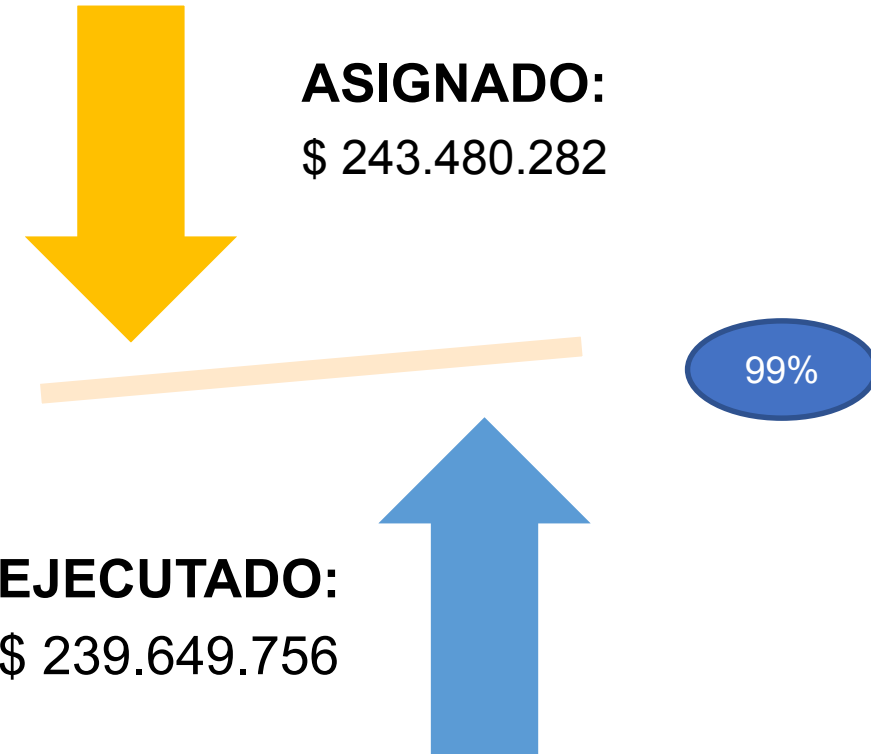 ASIGNADO:
$ 243.480.282
99%
EJECUTADO:
$ 239.649.756